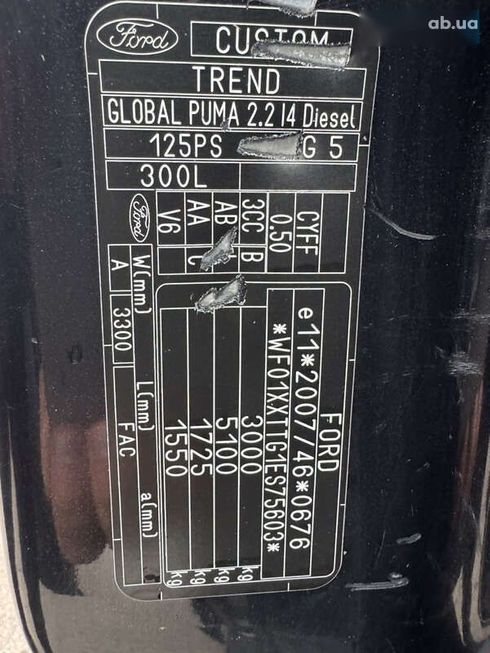 ab.ua
Ford
CUSTOM
TREND
GLOBAL PUMA 2.2 I4 Diesel
125PS G 5
300L
Ford
CYFF
0.50
3CC B
AB
AA C
V6
W(mm) L(mm) a(mm)
A 3300 FAC
FORD
e11*2007/46*0676
*WF01XXTTG1ES75603*
3000 kg
5100 kg
1725 kg
1550 kg